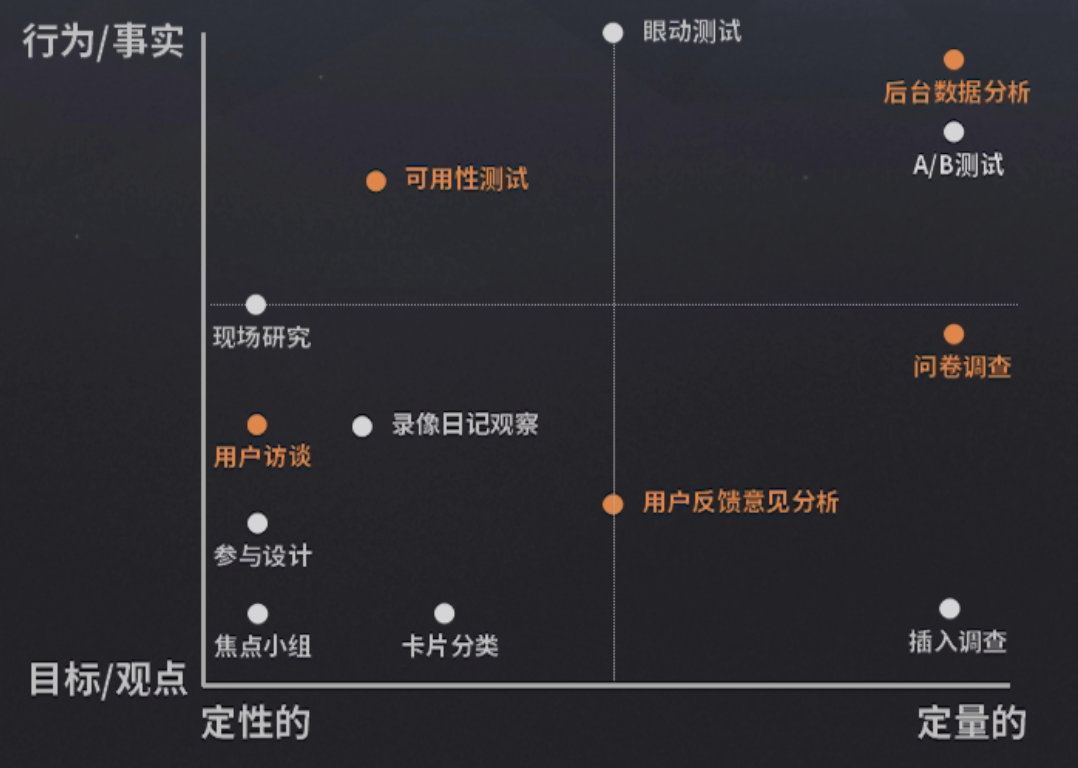 行为/事实
眼动测试
后台数据分析
A/B测试
可用性测试
现场研究
问卷调查
用户访谈
录像日记观察
用户反馈意见分析
参与设计
焦点小组
卡片分类
插入调查
目标/观点
定性的
定量的